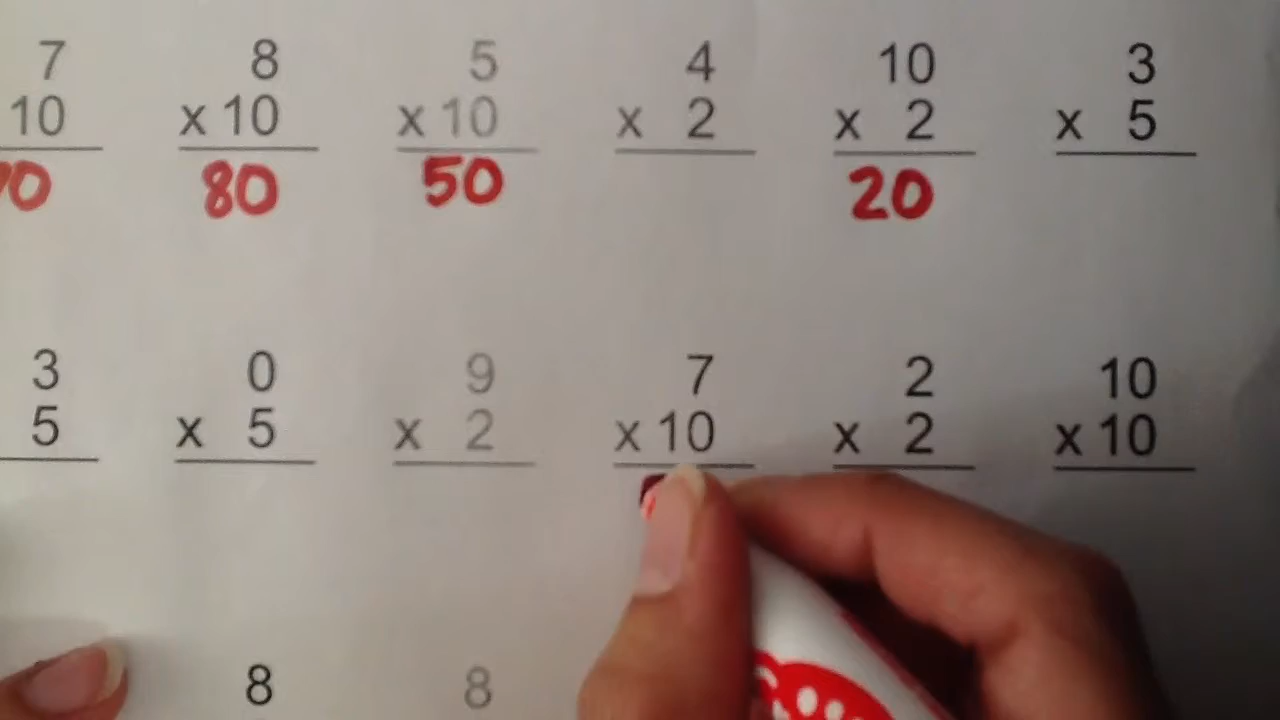 7 8 5 4 10 3
10 x 10 x 10 x 2 x 2 x 5
70 80 50 20
3 0 9 7 2 10
5 x 5 x 2 x 10 x 2 x 10
8 8